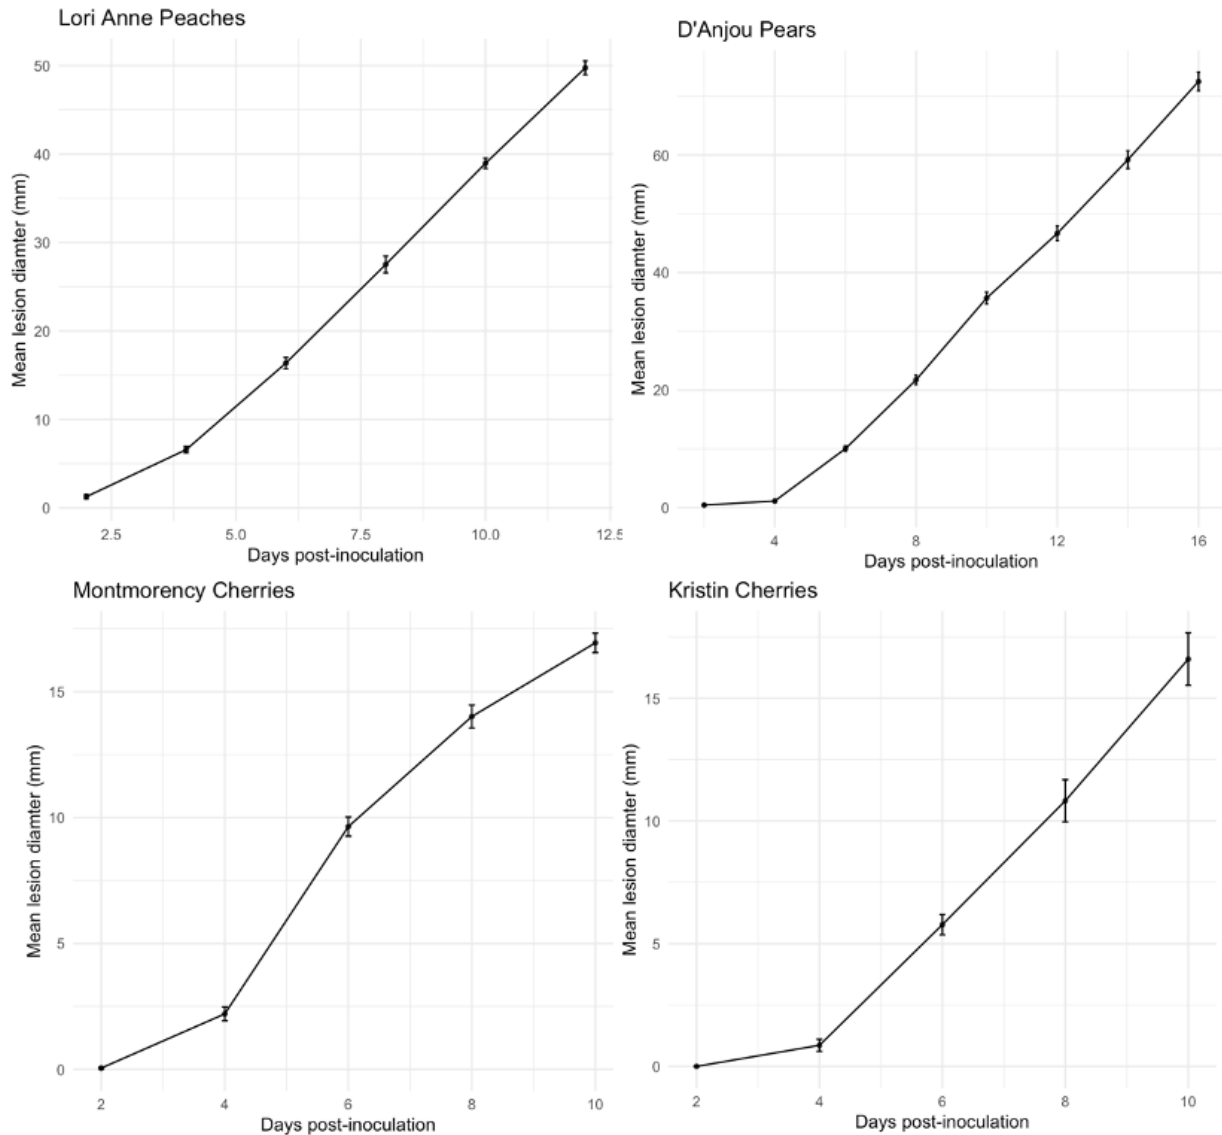 Lori Anne Peaches
Mean lesion diamter (mm)
50
40
30
20
10
0
2.5 5.0 7.5 10.0 12.5
Days post-inoculation
D'Anjou Pears
Mean lesion diamter (mm)
60
40
20
0
4 8 12 16
Days post-inoculation
Montmorency Cherries
Mean lesion diamter (mm)
15
10
5
0
2 4 6 8 10
Days post-inoculation
Kristin Cherries
Mean lesion diamter (mm)
15
10
5
0
2 4 6 8 10
Days post-inoculation